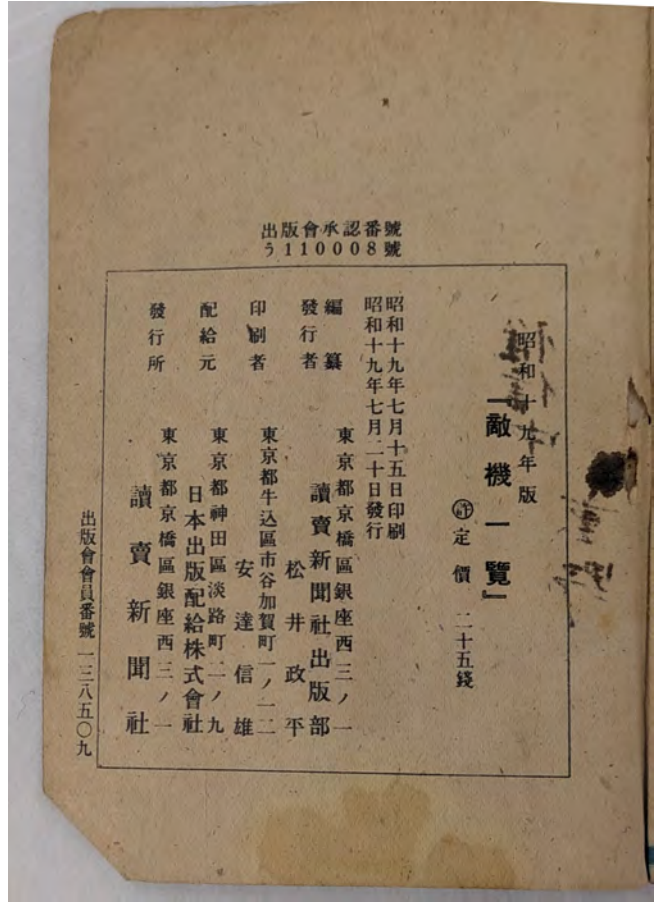 出版會承認番號
う110008號
昭和十九年版
『敵機一覽』
許 定價 二十五錢
昭和十九年七月十五日印刷
昭和十九年七月二十日發行
東京都京橋區銀座西三ノ一
編纂 讀賣新聞社出版部
發行者 松井政平
東京都牛込區市谷加賀町一ノ一二
印刷者 安達信雄
東京都神田區淡路町二ノ九
配給元 日本出版配給株式會社
東京都京橋區銀座西三ノ一
發行所 讀賣新聞社
出版會會員番號 一三八五〇九